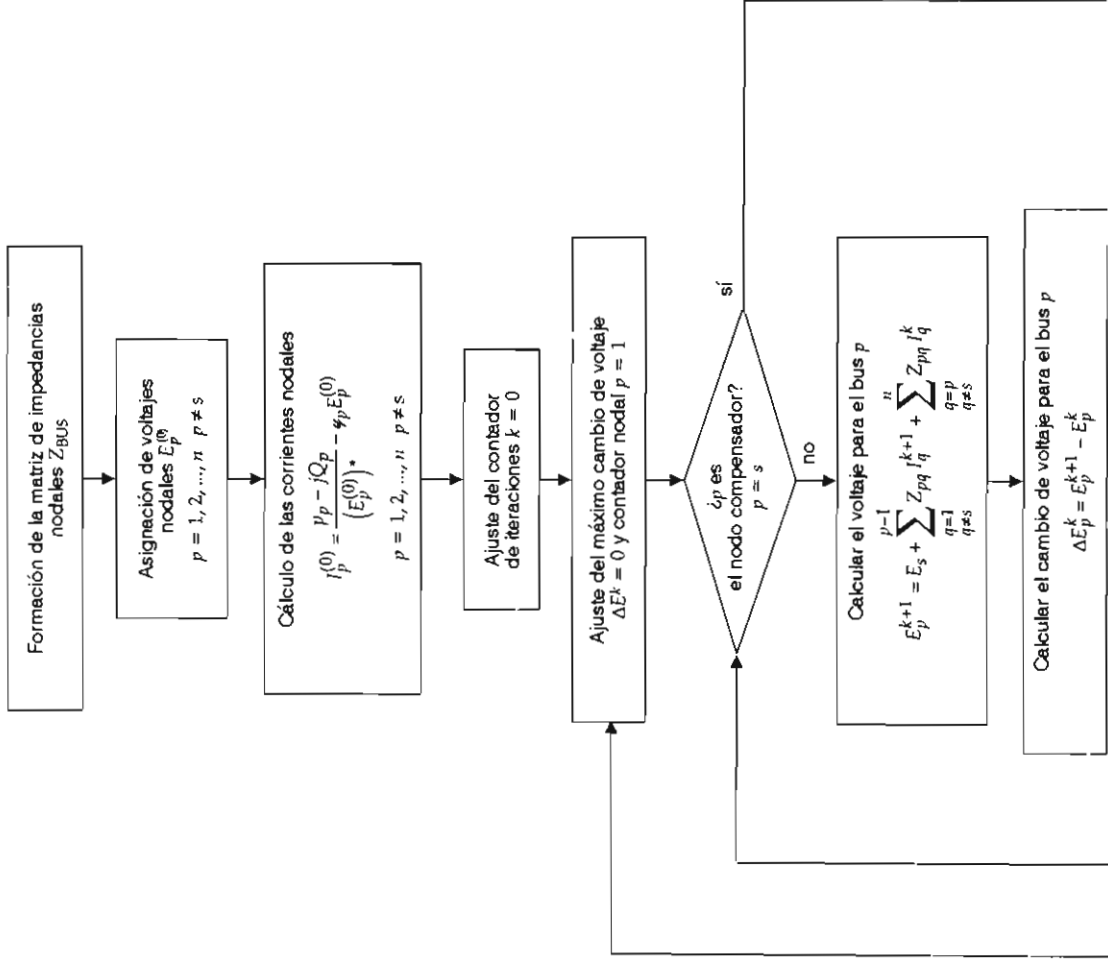 Formación de la matriz de impedancias
nodales Z_BUS
Asignación de voltajes
nodales E_p^(0)
p = 1, 2, ..., n p ≠ s
Cálculo de las corrientes nodales
I_p^(0) = \frac{P_p - jQ_p}{(E_p^(0))*} - y_p E_p^(0)
p = 1, 2, ..., n p ≠ s
Ajuste del contador
de iteraciones k = 0
Ajuste del máximo cambio de voltaje
ΔE^k = 0 y contador nodal p = 1
¿p es
el nodo compensador?
p = s
sí
no
Calcular el voltaje para el bus p
E_p^{k+1} = E_s + \sum_{q=1, q≠s}^{p-1} Z_pq I_q^{k+1} + \sum_{q=p, q≠s}^{n} Z_pq I_q^k
Calcular el cambio de voltaje para el bus p
ΔE_p^k = E_p^{k+1} - E_p^k